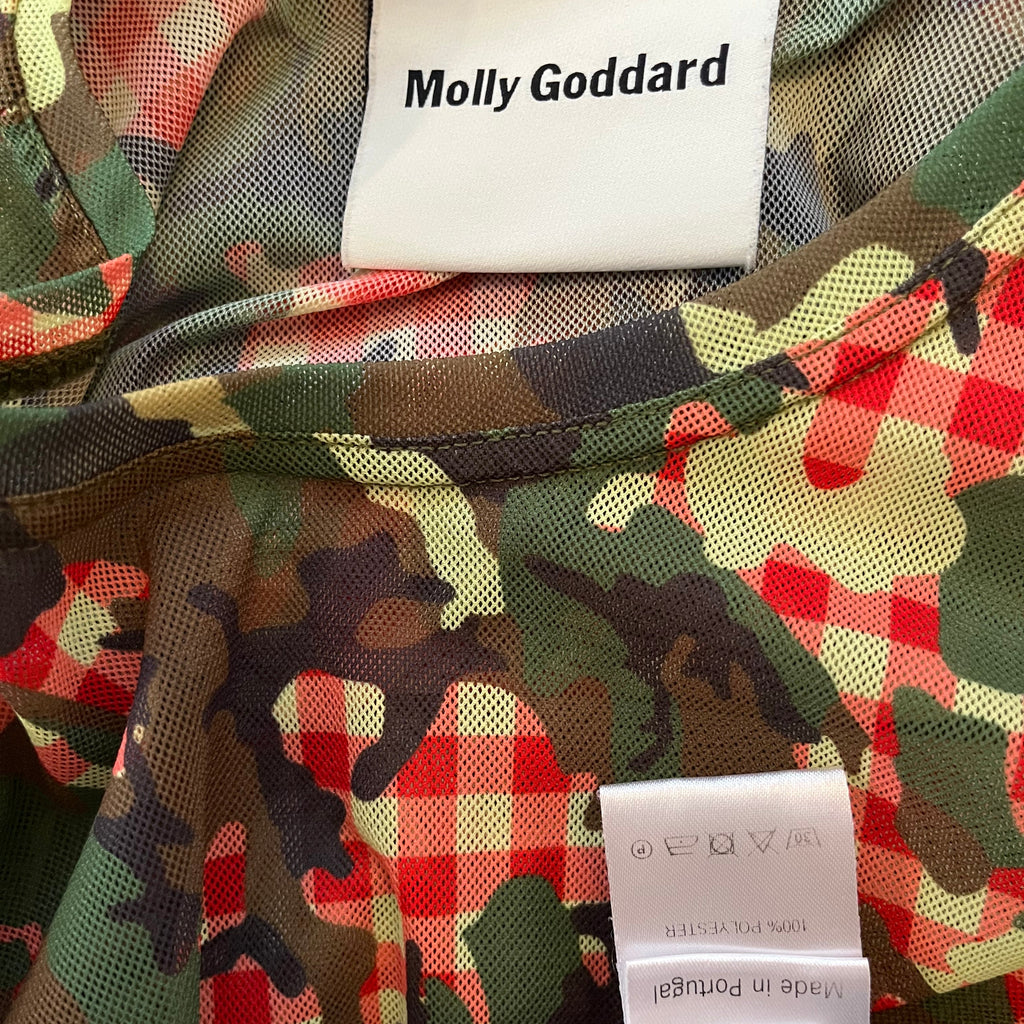 Molly Goddard
30
P
100% POLYESTER
Made in Portugal